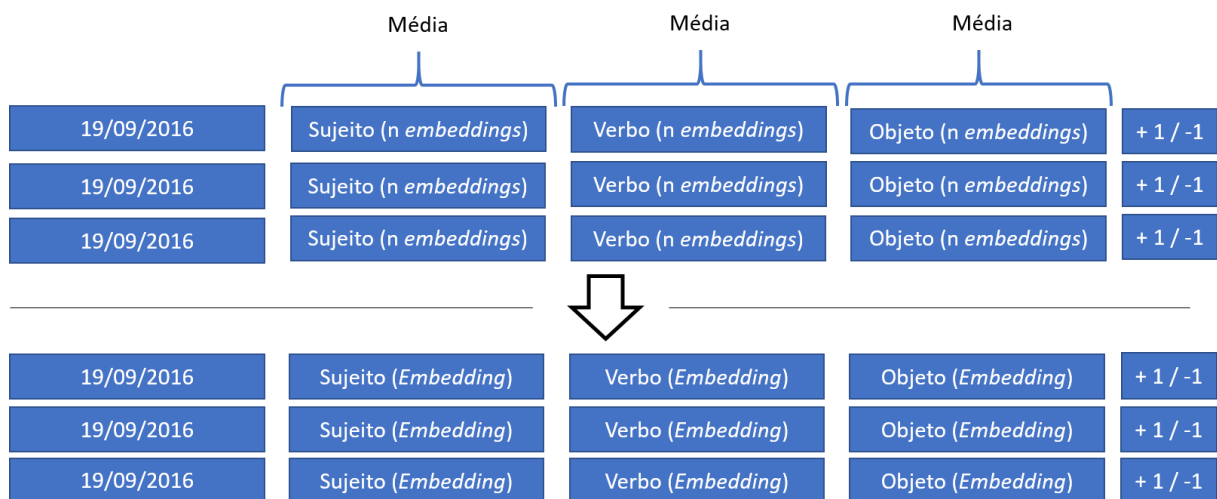 Média Média Média
19/09/2016 Sujeito (n embeddings) Verbo (n embeddings) Objeto (n embeddings) + 1 / -1
19/09/2016 Sujeito (n embeddings) Verbo (n embeddings) Objeto (n embeddings) + 1 / -1
19/09/2016 Sujeito (n embeddings) Verbo (n embeddings) Objeto (n embeddings) + 1 / -1
19/09/2016 Sujeito (Embedding) Verbo (Embedding) Objeto (Embedding) + 1 / -1
19/09/2016 Sujeito (Embedding) Verbo (Embedding) Objeto (Embedding) + 1 / -1
19/09/2016 Sujeito (Embedding) Verbo (Embedding) Objeto (Embedding) + 1 / -1